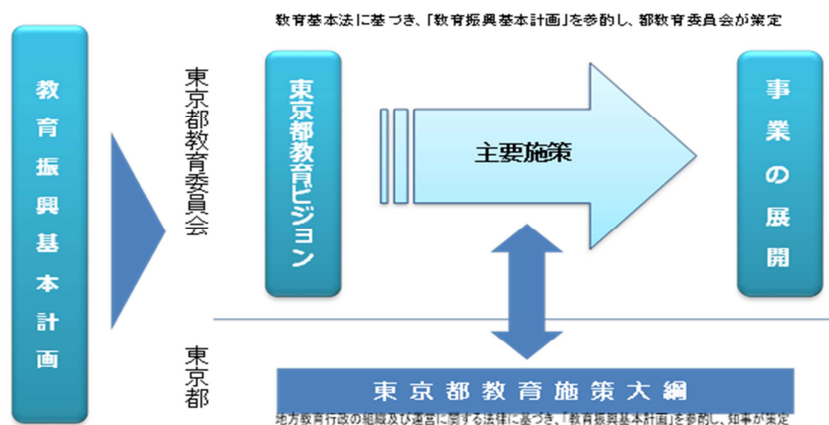 教育基本法に基づき、「教育振興基本計画」を参酌し、都教育委員会が策定
教育振興基本計画
東京都教育委員会
東京都教育ビジョン
主要施策
事業の展開
東京都
東京都教育施策大綱
地方教育行政の組織及び運営に関する法律に基づき、「教育振興基本計画」を参酌し、知事が策定